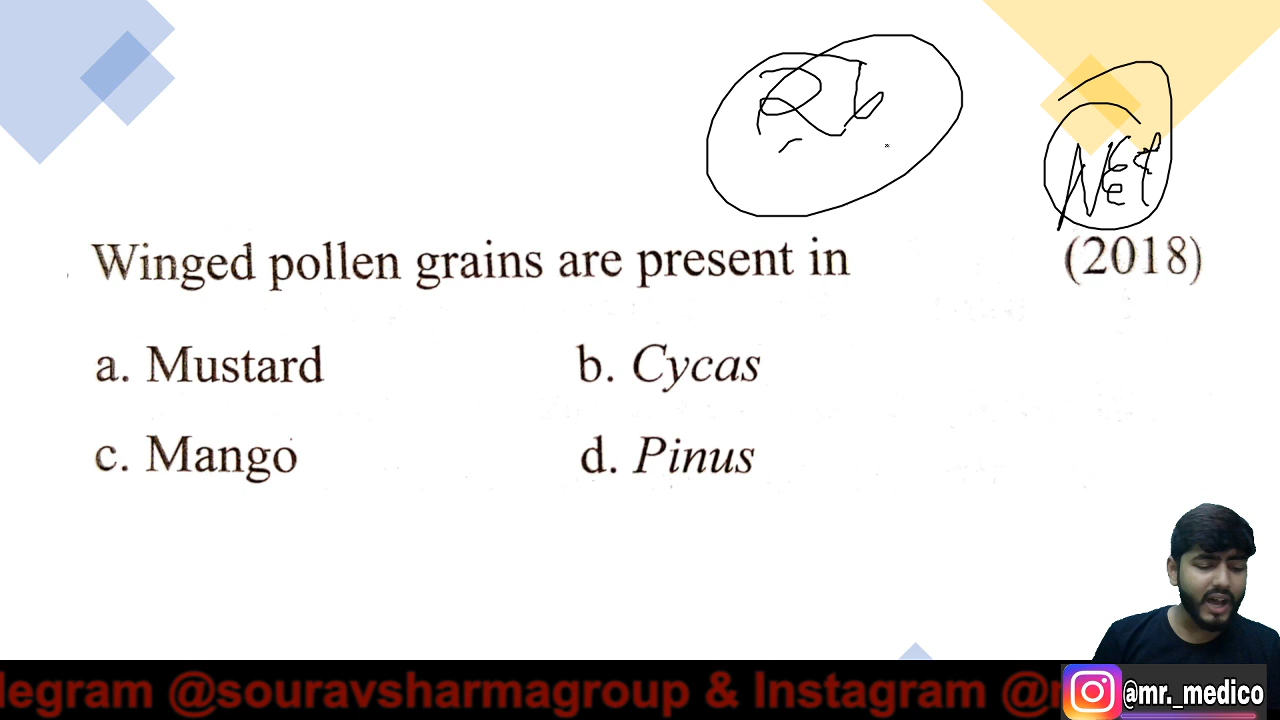 Winged pollen grains are present in (2018)
a. Mustard b. Cycas
c. Mango d. Pinus
legram @souravsharmagroup & Instagram
@mr._medico